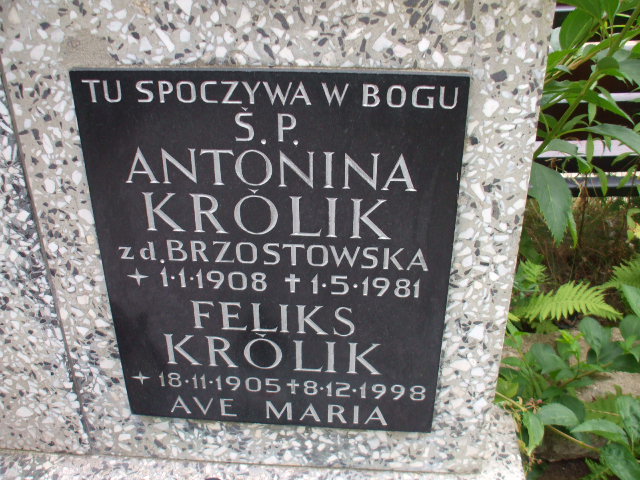 TU SPOCZYWA W BOGU
Ś.P.
ANTONINA
KRÓLIK
z d. BRZOSTOWSKA
* 1.1.1908 † 1.5.1981
FELIKS
KRÓLIK
* 18.11.1905 † 8.12.1998
AVE MARIA